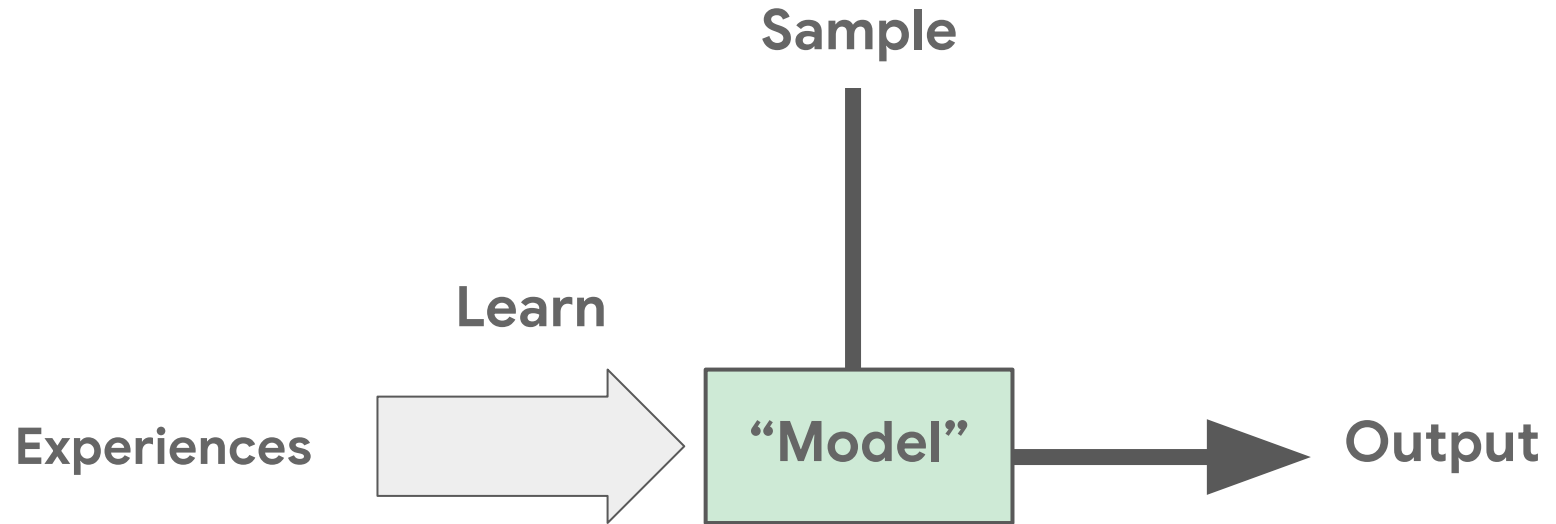 Sample
Learn
Experiences
“Model”
Output